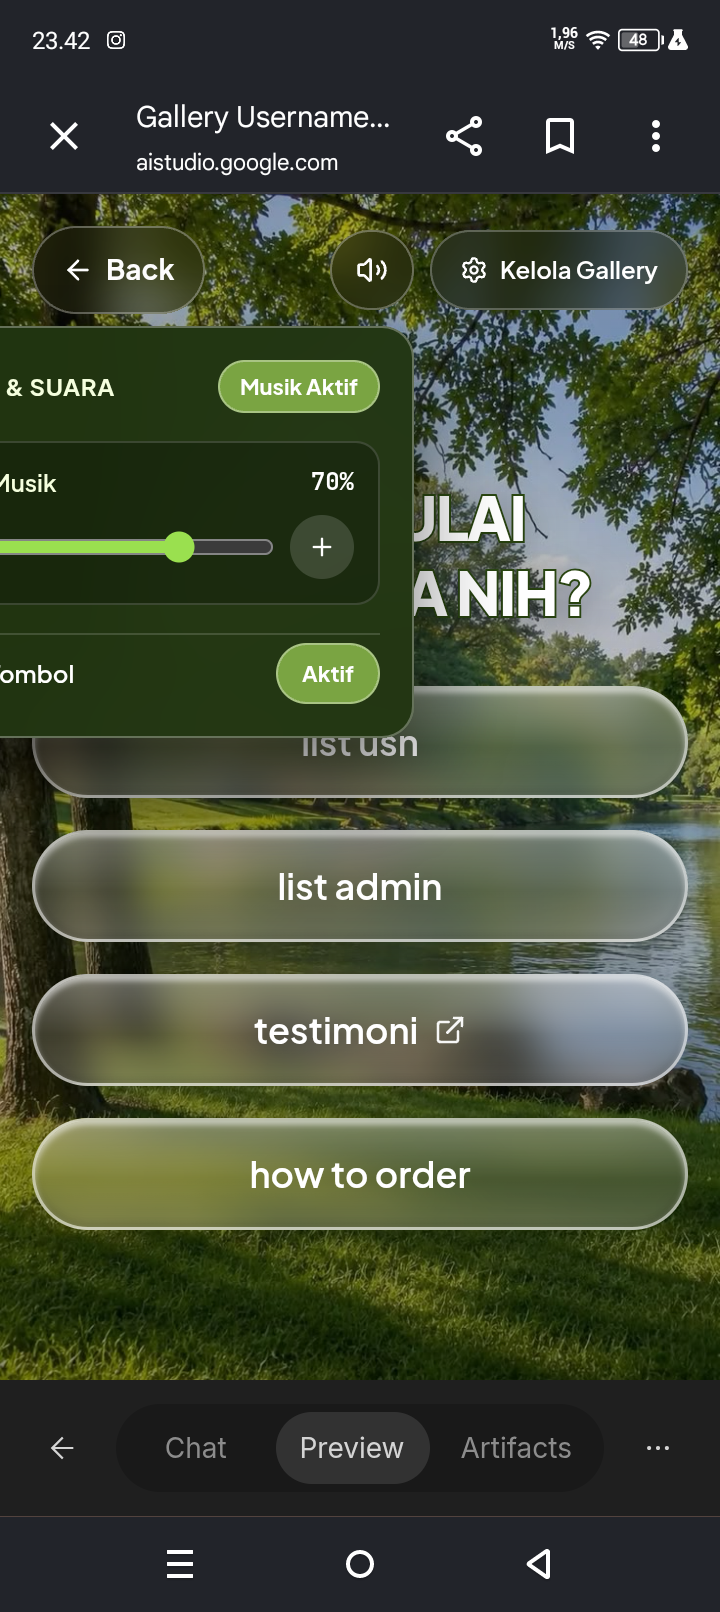 23.42
1,96
M/S
48
Gallery Username...
aistudio.google.com
Back
Kelola Gallery
& SUARA
Musik Aktif
Musik
70%
ULAI
A NIH?
ombol
Aktif
list usn
list admin
testimoni
how to order
Chat
Preview
Artifacts